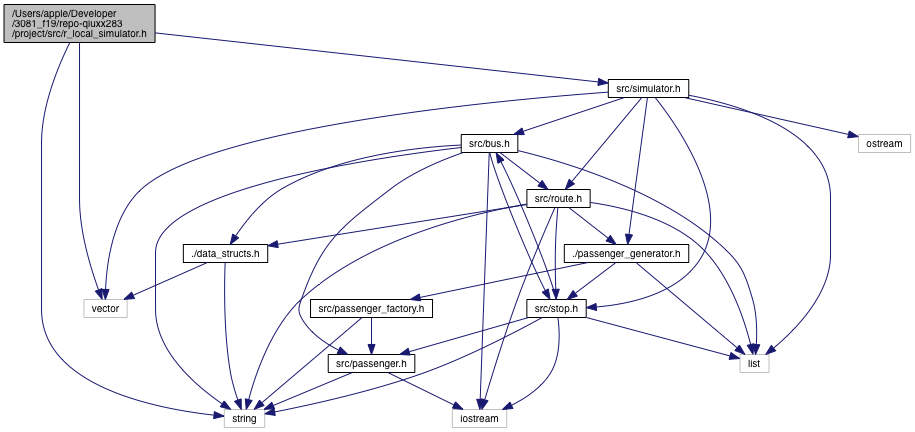 /Users/apple/Developer
/3081_f19/repo-qiuxx283
/project/src/r_local_simulator.h
src/simulator.h
src/bus.h
ostream
src/route.h
./data_structs.h
./passenger_generator.h
vector
src/passenger_factory.h
src/stop.h
src/passenger.h
list
string
iostream